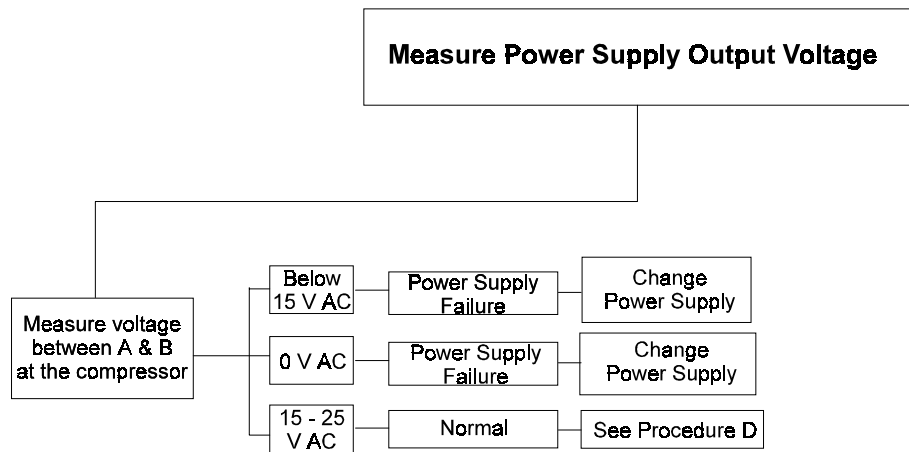 Measure Power Supply Output Voltage
Measure voltage
between A & B
at the compressor
Below
15 V AC
Power Supply
Failure
Change
Power Supply
0 V AC
Power Supply
Failure
Change
Power Supply
15 - 25
V AC
Normal
See Procedure D